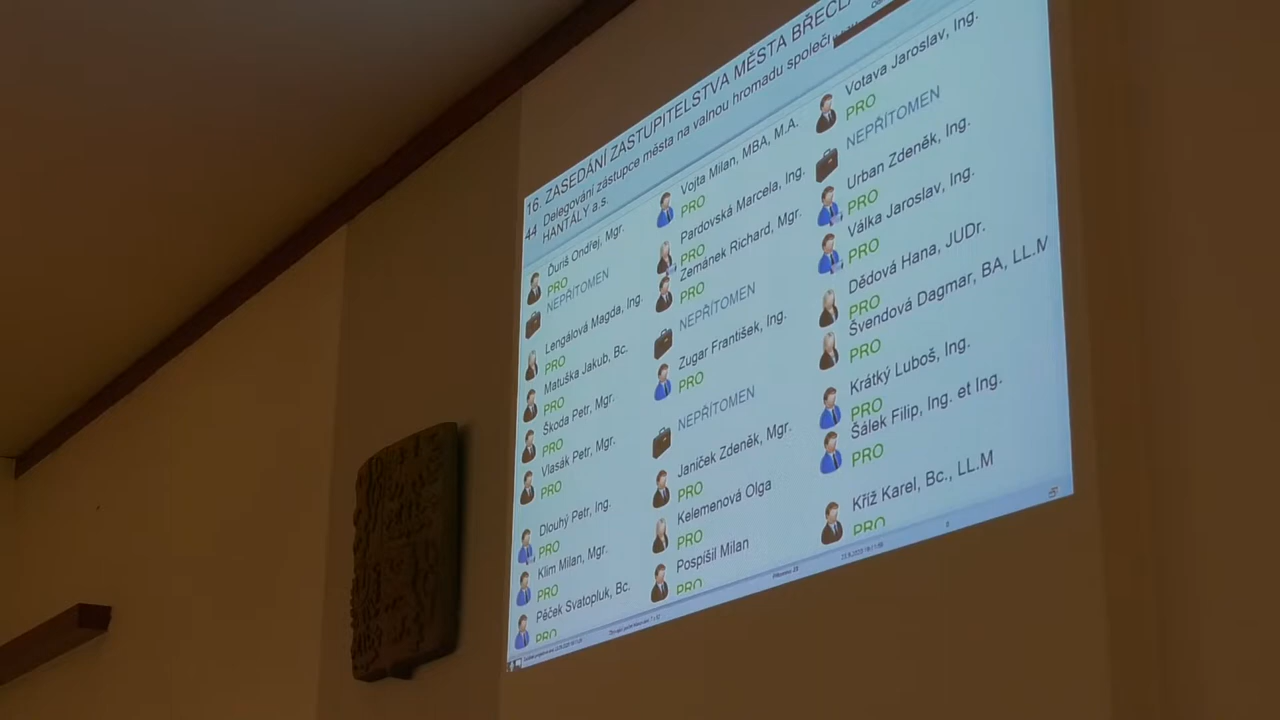 16. ZASEDÁNÍ ZASTUPITELSTVA MĚSTA BŘECLA
44 Delegování zástupce města na valnou hromadu společ
HANTÁLY a.s.
Ďuriš Ondřej, Mgr.
PRO
NEPŘÍTOMEN
Lengálová Magda, Ing.
PRO
Matuška Jakub, Bc.
PRO
Škoda Petr, Mgr.
PRO
Vlasák Petr, Mgr.
PRO
Dlouhý Petr, Ing.
PRO
Klim Milan, Mgr.
PRO
Pěček Svatopluk, Bc.
PRO
Vojta Milan, MBA, M.A.
PRO
Pardovská Marcela, Ing.
PRO
Zemánek Richard, Mgr.
PRO
NEPŘÍTOMEN
Zugar František, Ing.
PRO
NEPŘÍTOMEN
Janíček Zdeněk, Mgr.
PRO
Kelemenová Olga
PRO
Pospíšil Milan
PRO
Votava Jaroslav, Ing.
PRO
NEPŘÍTOMEN
Urban Zdeněk, Ing.
PRO
Válka Jaroslav, Ing.
PRO
Dědová Hana, JUDr.
PRO
Švendová Dagmar, BA, LL.M
PRO
Krátký Luboš, Ing.
PRO
Šálek Filip, Ing. et Ing.
PRO
Kříž Karel, Bc., LL.M
PRO